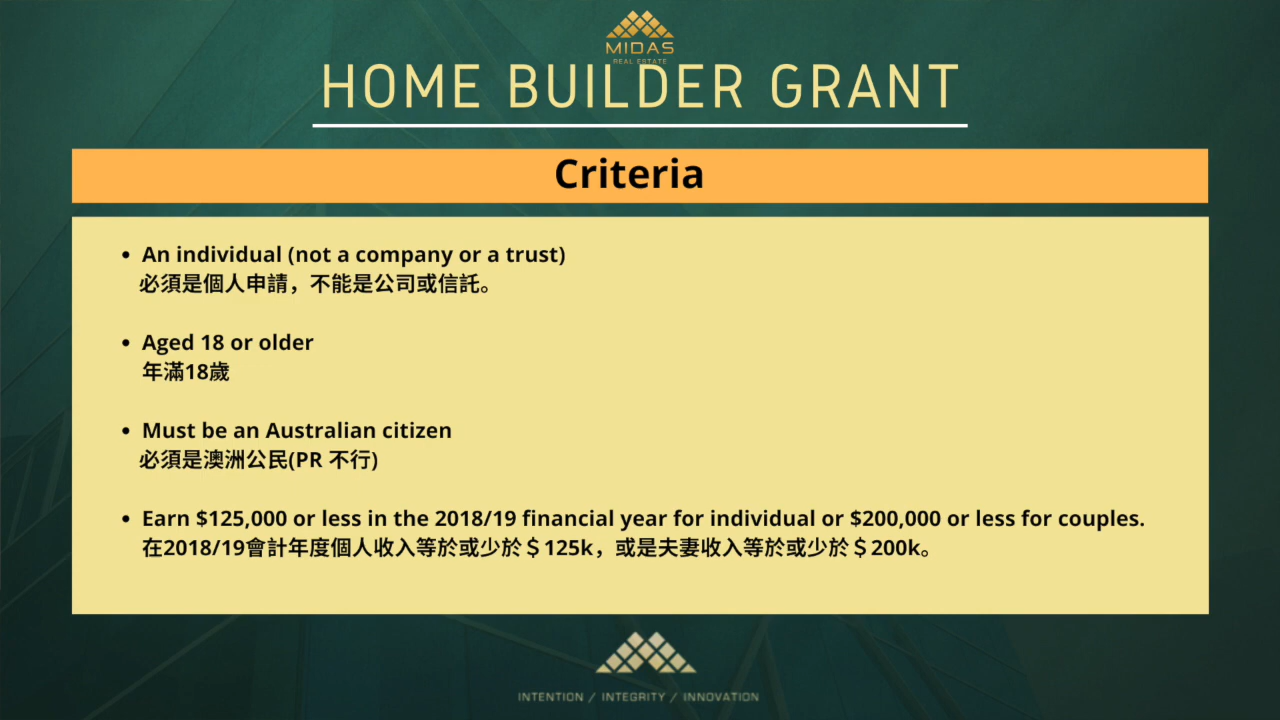 MIDAS
REAL ESTATE
HOME BUILDER GRANT
Criteria
• An individual (not a company or a trust)
必須是個人申請，不能是公司或信託。
• Aged 18 or older
年滿18歲
• Must be an Australian citizen
必須是澳洲公民(PR 不行)
• Earn $125,000 or less in the 2018/19 financial year for individual or $200,000 or less for couples.
在2018/19會計年度個人收入等於或少於＄125k，或是夫妻收入等於或少於＄200k。
INTENTION / INTEGRITY / INNOVATION